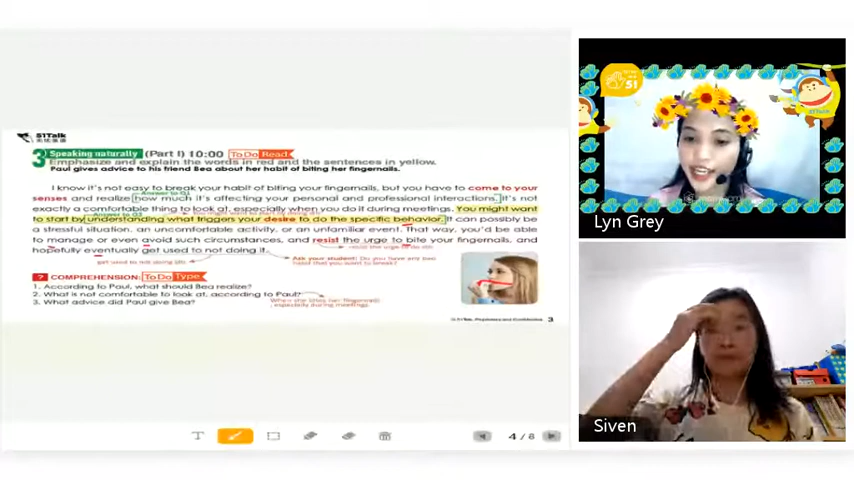 51Talk
3 Speaking naturally (Part I) 10:00 To Do Read
Emphasize and explain the words in red and the sentences in yellow.
Paul gives advice to his friend Bea about her habit of biting her fingernails.
I know it's not easy to break your habit of biting your fingernails, but you have to come to your
Answer to Q1
senses and realize how much it's affecting your personal and professional interactions. It's not
exactly a comfortable thing to look at, especially when you do it during meetings. You might want
Answer to Q3
to start by understanding what triggers your desire to do the specific behavior. It can possibly be
a stressful situation, an uncomfortable activity, or an unfamiliar event. That way, you'd be able
to manage or even avoid such circumstances, and resist the urge to bite your fingernails, and
hopefully eventually get used to not doing it.
get used to not doing sth.
Ask your student: Do you have any bad
habit that you want to break?
? COMPREHENSION: To Do Type
1. According to Paul, what should Bea realize?
2. What is not comfortable to look at, according to Paul?
When she bites her fingernails
especially during meetings.
3. What advice did Paul give Bea?
3
4 / 8
51
51Talk
Lyn Grey
Siven